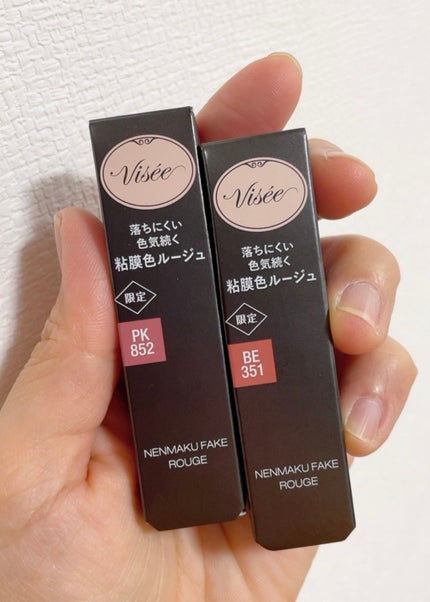 Visée
落ちにくい
色気続く
粘膜色ルージュ
限定
PK
852
NENMAKU FAKE
ROUGE
Visée
落ちにくい
色気続く
粘膜色ルージュ
限定
BE
351
NENMAKU FAKE
ROUGE